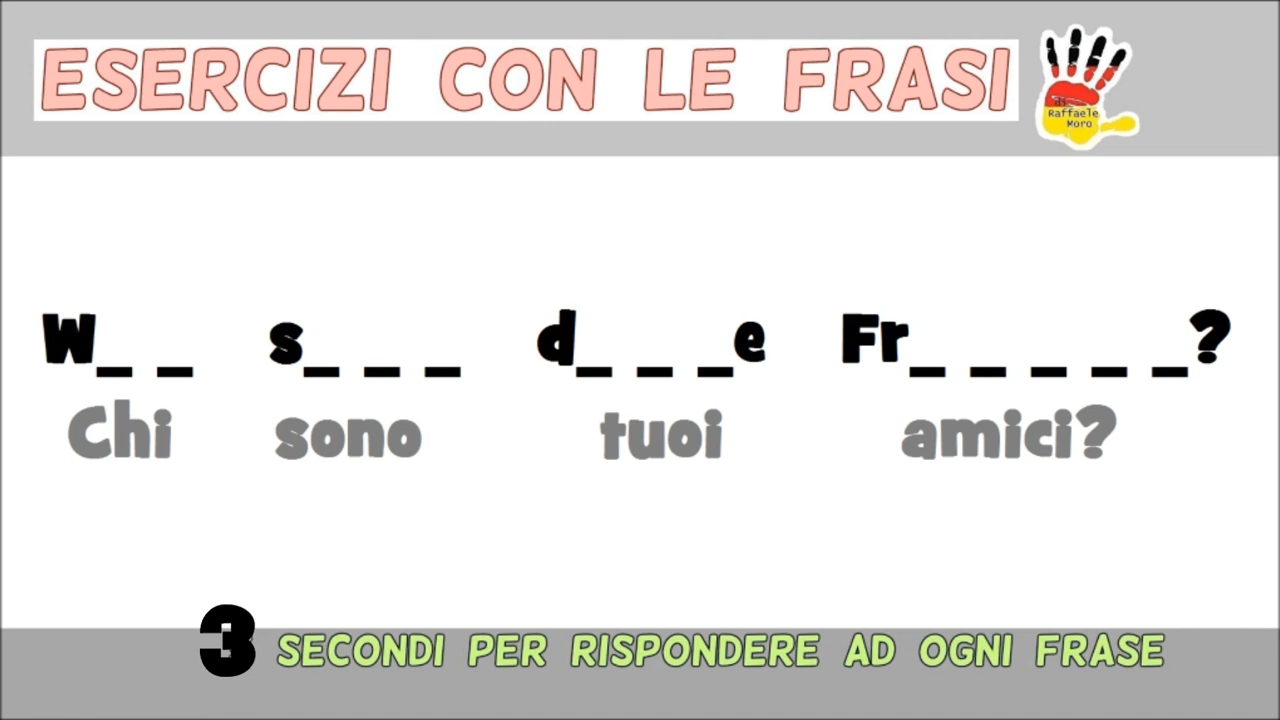 ESERCIZI CON LE FRASI
di
Raffaele
Moro
W_ _ s_ _ _ d_ _ _e Fr_ _ _ _ _?
Chi sono tuoi amici?
3 SECONDI PER RISPONDERE AD OGNI FRASE